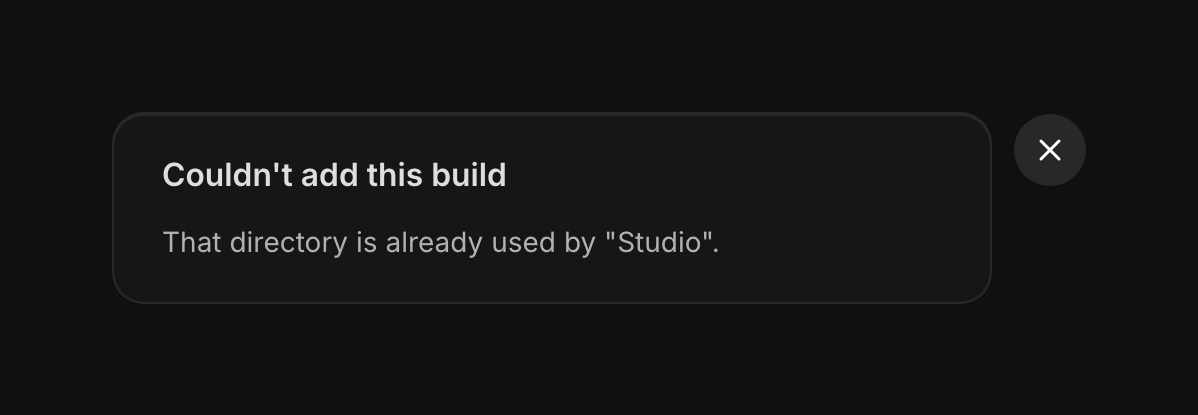 Couldn't add this build
That directory is already used by "Studio".